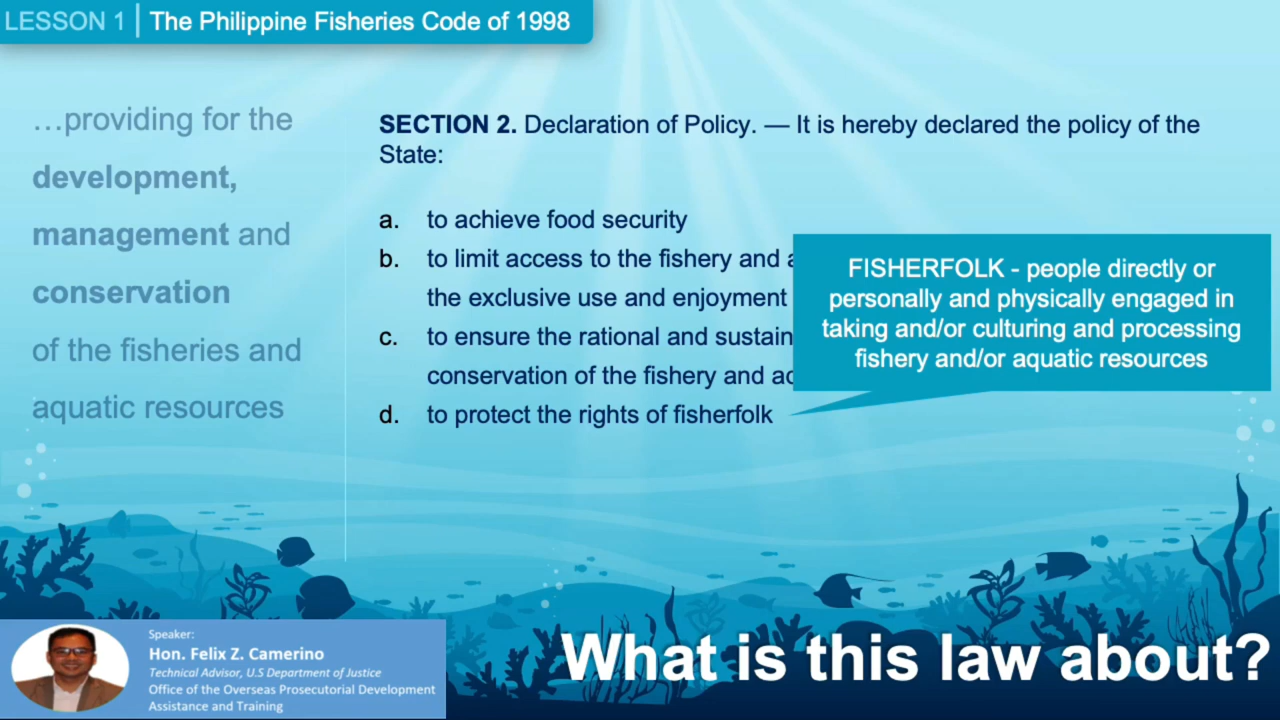 LESSON 1 | The Philippine Fisheries Code of 1998
…providing for the
development,
management and
conservation
of the fisheries and
aquatic resources
SECTION 2. Declaration of Policy. — It is hereby declared the policy of the
State:
a. to achieve food security
b. to limit access to the fishery and
the exclusive use and enjoyment
c. to ensure the rational and
conservation of the fishery and
d. to protect the rights of fisherfolk
FISHERFOLK - people directly or
personally and physically engaged in
taking and/or culturing and processing
fishery and/or aquatic resources
Speaker:
Hon. Felix Z. Camerino
Technical Advisor, U.S Department of Justice
Office of the Overseas Prosecutorial Development
Assistance and Training
What is this law about?